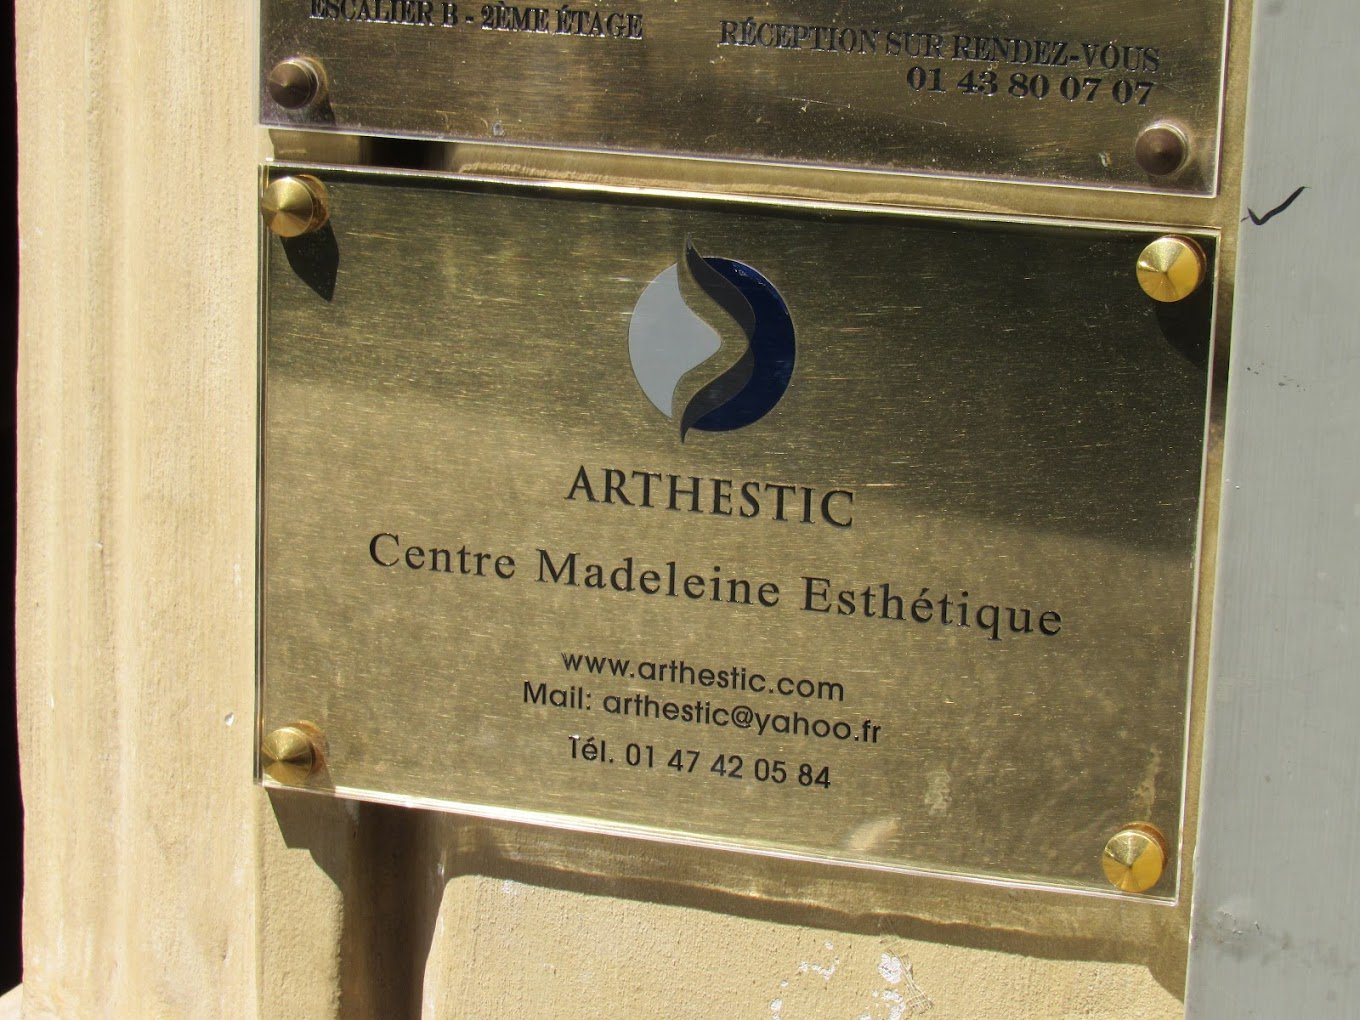 ESCALIER B - 2ÈME ÉTAGE
RÉCEPTION SUR RENDEZ-VOUS
01 43 80 07 07
ARTHESTIC
Centre Madeleine Esthétique
www.arthestic.com
Mail: arthestic@yahoo.fr
Tél. 01 47 42 05 84